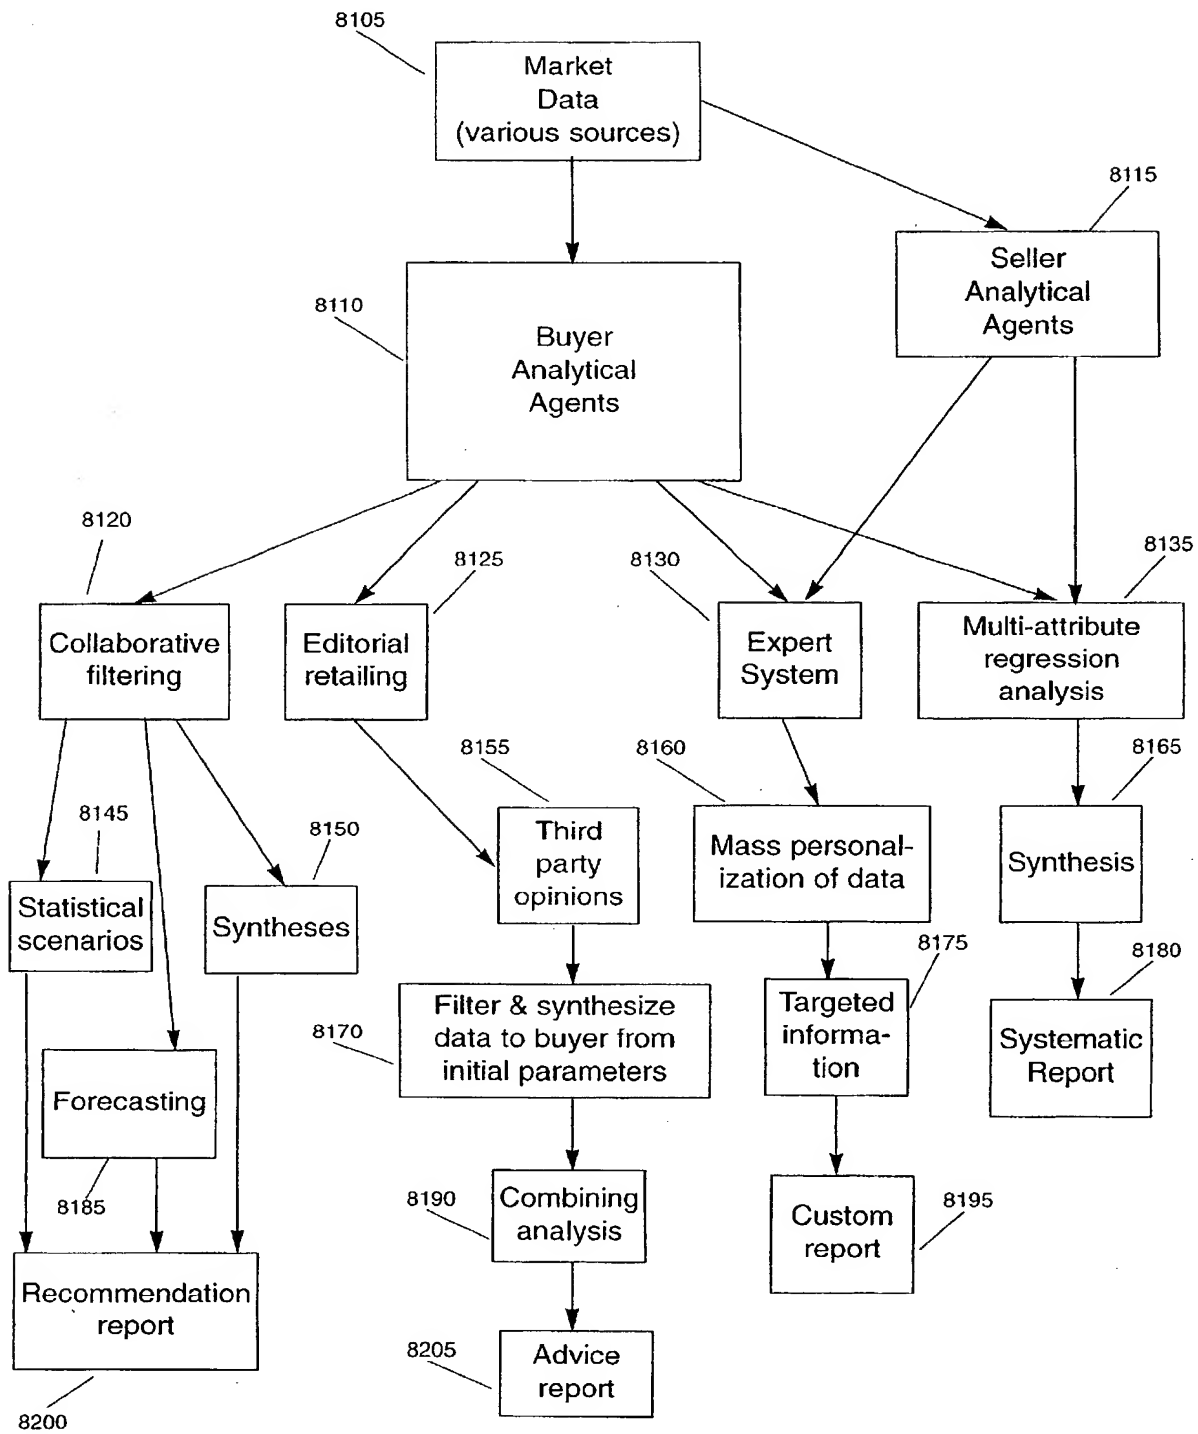 8105
Market
Data
(various sources)
8115
Seller
Analytical
Agents
8110
Buyer
Analytical
Agents
8120
8125
8130
8135
Collaborative
filtering
Editorial
retailing
Expert
System
Multi-attribute
regression
analysis
8145
8150
8155
8160
8165
Statistical
scenarios
Syntheses
Third
party
opinions
Mass personal-
ization of data
Synthesis
8170
8175
8180
Filter & synthesize
data to buyer from
initial parameters
Targeted
informa-
tion
Systematic
Report
Forecasting
8185
8190
Combining
analysis
8195
Custom
report
Recommendation
report
8200
8205
Advice
report